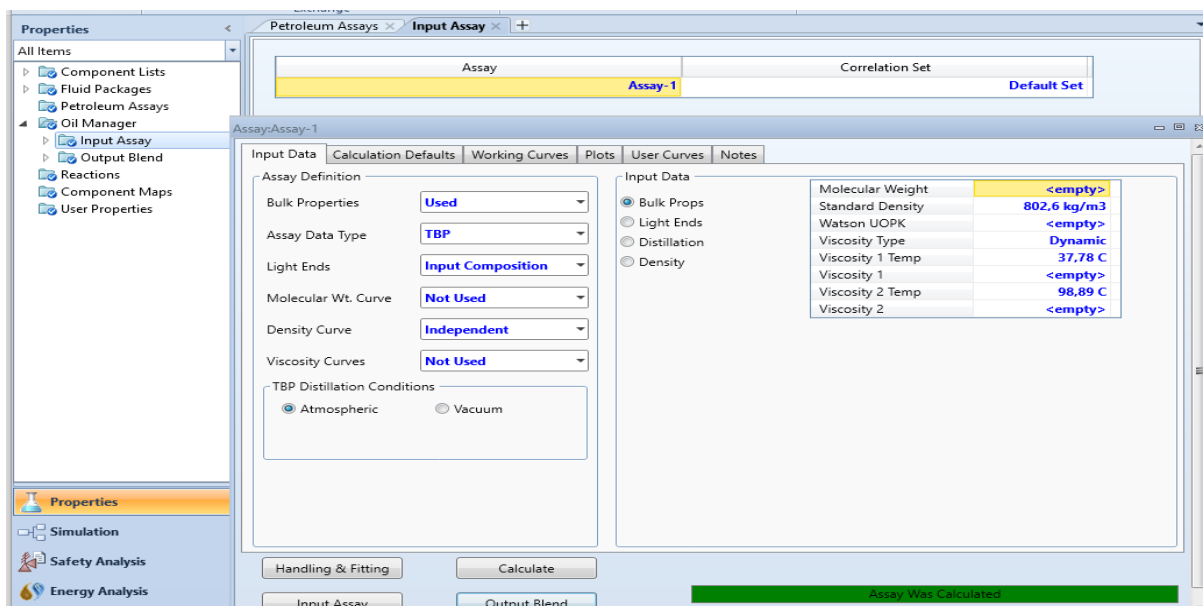 Exchange
Properties
All Items
Component Lists
Fluid Packages
Petroleum Assays
Oil Manager
Input Assay
Output Blend
Reactions
Component Maps
User Properties
Properties
Simulation
Safety Analysis
Energy Analysis
Petroleum Assays Input Assay
Assay Correlation Set
Assay-1 Default Set
Assay:Assay-1
Input Data Calculation Defaults Working Curves Plots User Curves Notes
Assay Definition
Bulk Properties Used
Assay Data Type TBP
Light Ends Input Composition
Molecular Wt. Curve Not Used
Density Curve Independent
Viscosity Curves Not Used
TBP Distillation Conditions
Atmospheric Vacuum
Input Data
Bulk Props
Light Ends
Distillation
Density
Molecular Weight <empty>
Standard Density 802,6 kg/m3
Watson UOPK <empty>
Viscosity Type Dynamic
Viscosity 1 Temp 37,78 C
Viscosity 1 <empty>
Viscosity 2 Temp 98,89 C
Viscosity 2 <empty>
Handling & Fitting Calculate
Input Assay Output Blend
Assay Was Calculated